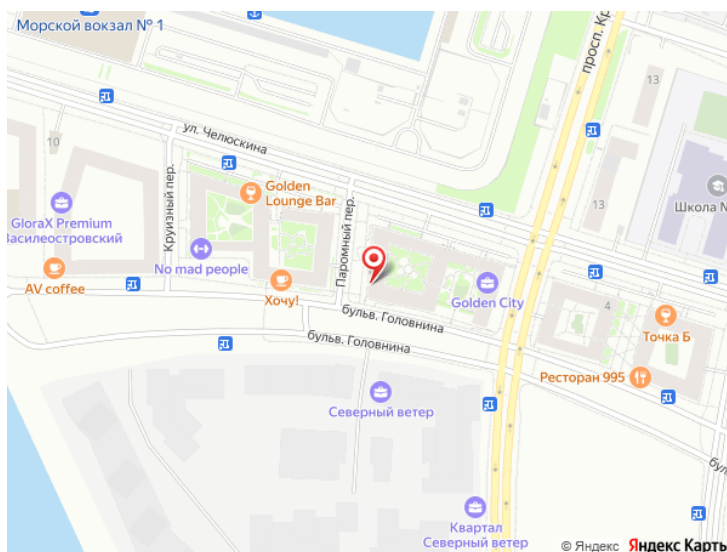 Морской вокзал № 1
просп. Кр
13
ул. Челюскина
10
Golden
Lounge Bar
Круизный пер.
Паромный пер.
13
Школа №
GloraX Premium
Василеостровский
No mad people
AV coffee
Хочу!
Golden City
бульв. Головнина
4
Точка Б
бульв. Головнина
Ресторан 995
Северный ветер
бул
Квартал
Северный ветер
© Яндекс Яндекс Карты